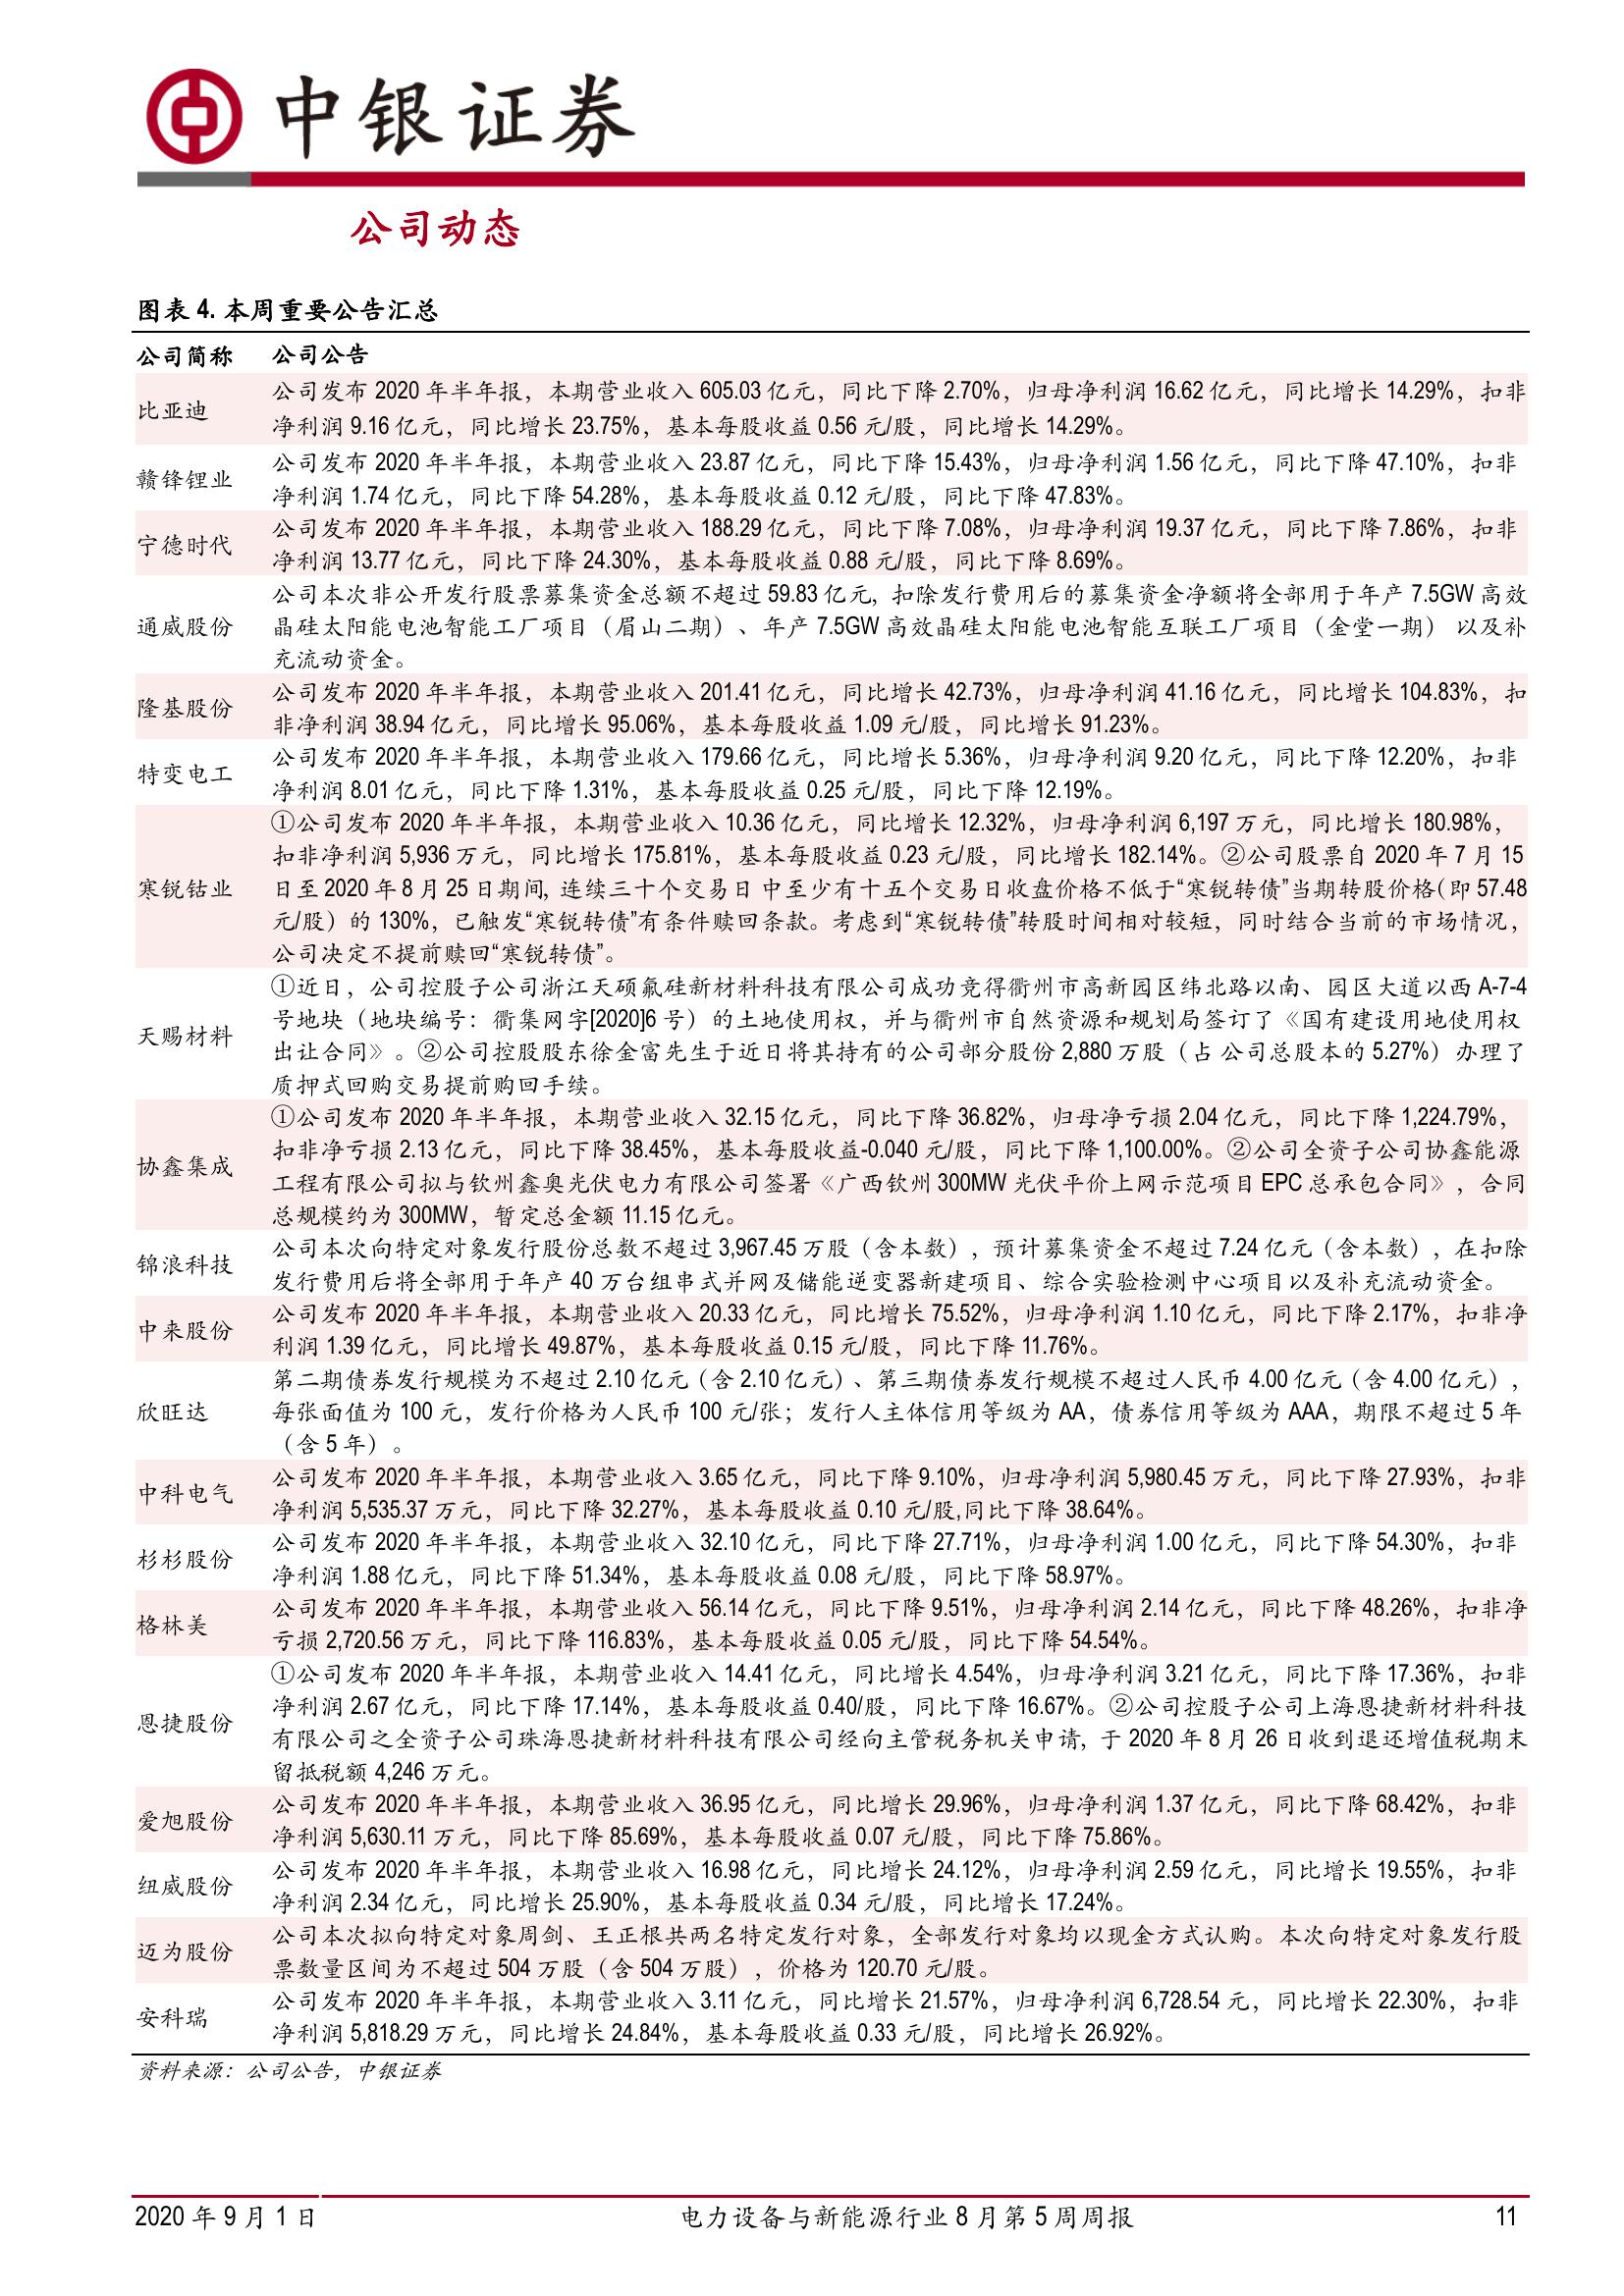 中银证券
公司动态
图表 4. 本周重要公告汇总
公司简称 公司公告
比亚迪
公司发布 2020 年半年报，本期营业收入 605.03 亿元，同比下降 2.70%，归母净利润 16.62 亿元，同比增长 14.29%，扣非
净利润 9.16 亿元，同比增长 23.75%，基本每股收益 0.56 元/股，同比增长 14.29%。
赣锋锂业
公司发布 2020 年半年报，本期营业收入 23.87 亿元，同比下降 15.43%，归母净利润 1.56 亿元，同比下降 47.10%，扣非
净利润 1.74 亿元，同比下降 54.28%，基本每股收益 0.12 元/股，同比下降 47.83%。
宁德时代
公司发布 2020 年半年报，本期营业收入 188.29 亿元，同比下降 7.08%，归母净利润 19.37 亿元，同比下降 7.86%，扣非
净利润 13.77 亿元，同比下降 24.30%，基本每股收益 0.88 元/股，同比下降 8.69%。
通威股份
公司本次非公开发行股票募集资金总额不超过 59.83 亿元, 扣除发行费用后的募集资金净额将全部用于年产 7.5GW 高效
晶硅太阳能电池智能工厂项目（眉山二期）、年产 7.5GW 高效晶硅太阳能电池智能互联工厂项目（金堂一期） 以及补
充流动资金。
隆基股份
公司发布 2020 年半年报，本期营业收入 201.41 亿元，同比增长 42.73%，归母净利润 41.16 亿元，同比增长 104.83%，扣
非净利润 38.94 亿元，同比增长 95.06%，基本每股收益 1.09 元/股，同比增长 91.23%。
特变电工
公司发布 2020 年半年报，本期营业收入 179.66 亿元，同比增长 5.36%，归母净利润 9.20 亿元，同比下降 12.20%，扣非
净利润 8.01 亿元，同比下降 1.31%，基本每股收益 0.25 元/股，同比下降 12.19%。
寒锐钴业
①公司发布 2020 年半年报，本期营业收入 10.36 亿元，同比增长 12.32%，归母净利润 6,197 万元，同比增长 180.98%，
扣非净利润 5,936 万元，同比增长 175.81%，基本每股收益 0.23 元/股，同比增长 182.14%。②公司股票自 2020 年 7 月 15
日至 2020 年 8 月 25 日期间, 连续三十个交易日 中至少有十五个交易日收盘价格不低于“寒锐转债”当期转股价格(即 57.48
元/股）的 130%，已触发“寒锐转债”有条件赎回条款。考虑到“寒锐转债”转股时间相对较短，同时结合当前的市场情况，
公司决定不提前赎回“寒锐转债”。
天赐材料
①近日，公司控股子公司浙江天硕氟硅新材料科技有限公司成功竞得衢州市高新园区纬北路以南、园区大道以西 A-7-4
号地块（地块编号：衢集网字[2020]6 号）的土地使用权，并与衢州市自然资源和规划局签订了《国有建设用地使用权
出让合同》。②公司控股股东徐金富先生于近日将其持有的公司部分股份 2,880 万股（占 公司总股本的 5.27%）办理了
质押式回购交易提前购回手续。
协鑫集成
①公司发布 2020 年半年报，本期营业收入 32.15 亿元，同比下降 36.82%，归母净亏损 2.04 亿元，同比下降 1,224.79%，
扣非净亏损 2.13 亿元，同比下降 38.45%，基本每股收益-0.040 元/股，同比下降 1,100.00%。②公司全资子公司协鑫能源
工程有限公司拟与钦州鑫奥光伏电力有限公司签署《广西钦州 300MW 光伏平价上网示范项目 EPC 总承包合同》，合同
总规模约为 300MW，暂定总金额 11.15 亿元。
锦浪科技
公司本次向特定对象发行股份总数不超过 3,967.45 万股（含本数），预计募集资金不超过 7.24 亿元（含本数），在扣除
发行费用后将全部用于年产 40 万台组串式并网及储能逆变器新建项目、综合实验检测中心项目以及补充流动资金。
中来股份
公司发布 2020 年半年报，本期营业收入 20.33 亿元，同比增长 75.52%，归母净利润 1.10 亿元，同比下降 2.17%，扣非净
利润 1.39 亿元，同比增长 49.87%，基本每股收益 0.15 元/股，同比下降 11.76%。
欣旺达
第二期债券发行规模为不超过 2.10 亿元（含 2.10 亿元）、第三期债券发行规模不超过人民币 4.00 亿元（含 4.00 亿元），
每张面值为 100 元，发行价格为人民币 100 元/张；发行人主体信用等级为 AA，债券信用等级为 AAA，期限不超过 5 年
（含 5 年）。
中科电气
公司发布 2020 年半年报，本期营业收入 3.65 亿元，同比下降 9.10%，归母净利润 5,980.45 万元，同比下降 27.93%，扣非
净利润 5,535.37 万元，同比下降 32.27%，基本每股收益 0.10 元/股,同比下降 38.64%。
杉杉股份
公司发布 2020 年半年报，本期营业收入 32.10 亿元，同比下降 27.71%，归母净利润 1.00 亿元，同比下降 54.30%，扣非
净利润 1.88 亿元，同比下降 51.34%，基本每股收益 0.08 元/股，同比下降 58.97%。
格林美
公司发布 2020 年半年报，本期营业收入 56.14 亿元，同比下降 9.51%，归母净利润 2.14 亿元，同比下降 48.26%，扣非净
亏损 2,720.56 万元，同比下降 116.83%，基本每股收益 0.05 元/股，同比下降 54.54%。
恩捷股份
①公司发布 2020 年半年报，本期营业收入 14.41 亿元，同比增长 4.54%，归母净利润 3.21 亿元，同比下降 17.36%，扣非
净利润 2.67 亿元，同比下降 17.14%，基本每股收益 0.40/股，同比下降 16.67%。②公司控股子公司上海恩捷新材料科技
有限公司之全资子公司珠海恩捷新材料科技有限公司经向主管税务机关申请, 于 2020 年 8 月 26 日收到退还增值税期末
留抵税额 4,246 万元。
爱旭股份
公司发布 2020 年半年报，本期营业收入 36.95 亿元，同比增长 29.96%，归母净利润 1.37 亿元，同比下降 68.42%，扣非
净利润 5,630.11 万元，同比下降 85.69%，基本每股收益 0.07 元/股，同比下降 75.86%。
纽威股份
公司发布 2020 年半年报，本期营业收入 16.98 亿元，同比增长 24.12%，归母净利润 2.59 亿元，同比增长 19.55%，扣非
净利润 2.34 亿元，同比增长 25.90%，基本每股收益 0.34 元/股，同比增长 17.24%。
迈为股份
公司本次拟向特定对象周剑、王正根共两名特定发行对象，全部发行对象均以现金方式认购。本次向特定对象发行股
票数量区间为不超过 504 万股（含 504 万股），价格为 120.70 元/股。
安科瑞
公司发布 2020 年半年报，本期营业收入 3.11 亿元，同比增长 21.57%，归母净利润 6,728.54 元，同比增长 22.30%，扣非
净利润 5,818.29 万元，同比增长 24.84%，基本每股收益 0.33 元/股，同比增长 26.92%。
资料来源：公司公告，中银证券
2020 年 9 月 1 日 电力设备与新能源行业 8 月第 5 周周报 11